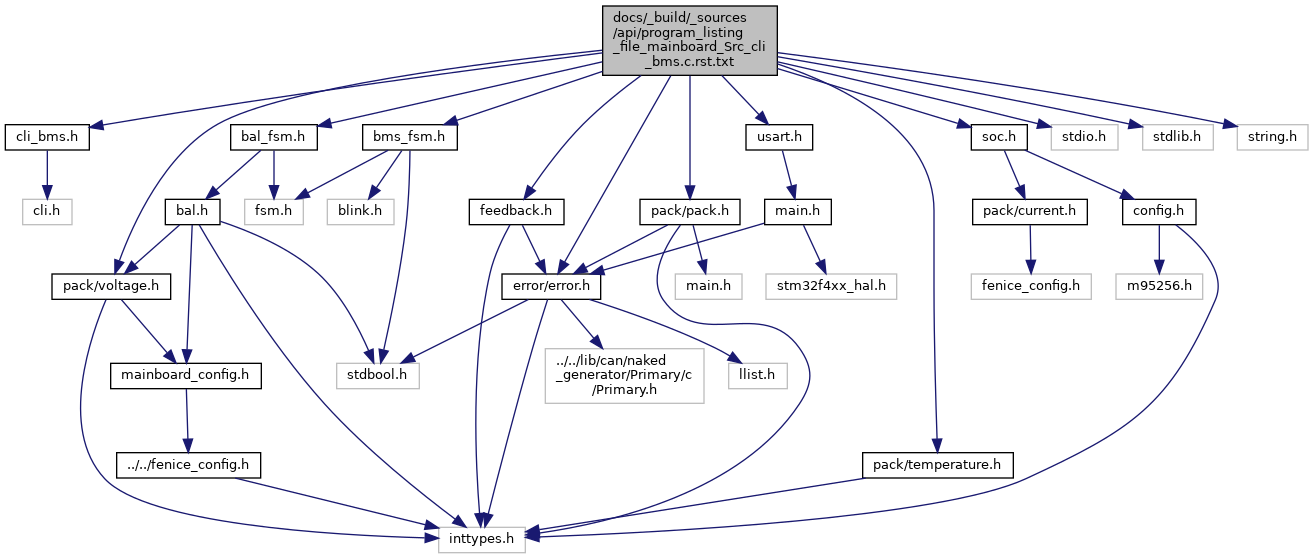 docs/_build/_sources
/api/program_listing
_file_mainboard_Src_cli
_bms.c.rst.txt
cli_bms.h
bal_fsm.h
bms_fsm.h
usart.h
soc.h
stdio.h
stdlib.h
string.h
cli.h
bal.h
fsm.h
blink.h
feedback.h
pack/pack.h
main.h
pack/current.h
config.h
pack/voltage.h
error/error.h
main.h
stm32f4xx_hal.h
fenice_config.h
m95256.h
mainboard_config.h
stdbool.h
../../lib/can/naked
_generator/Primary/c
/Primary.h
llist.h
../../fenice_config.h
pack/temperature.h
inttypes.h